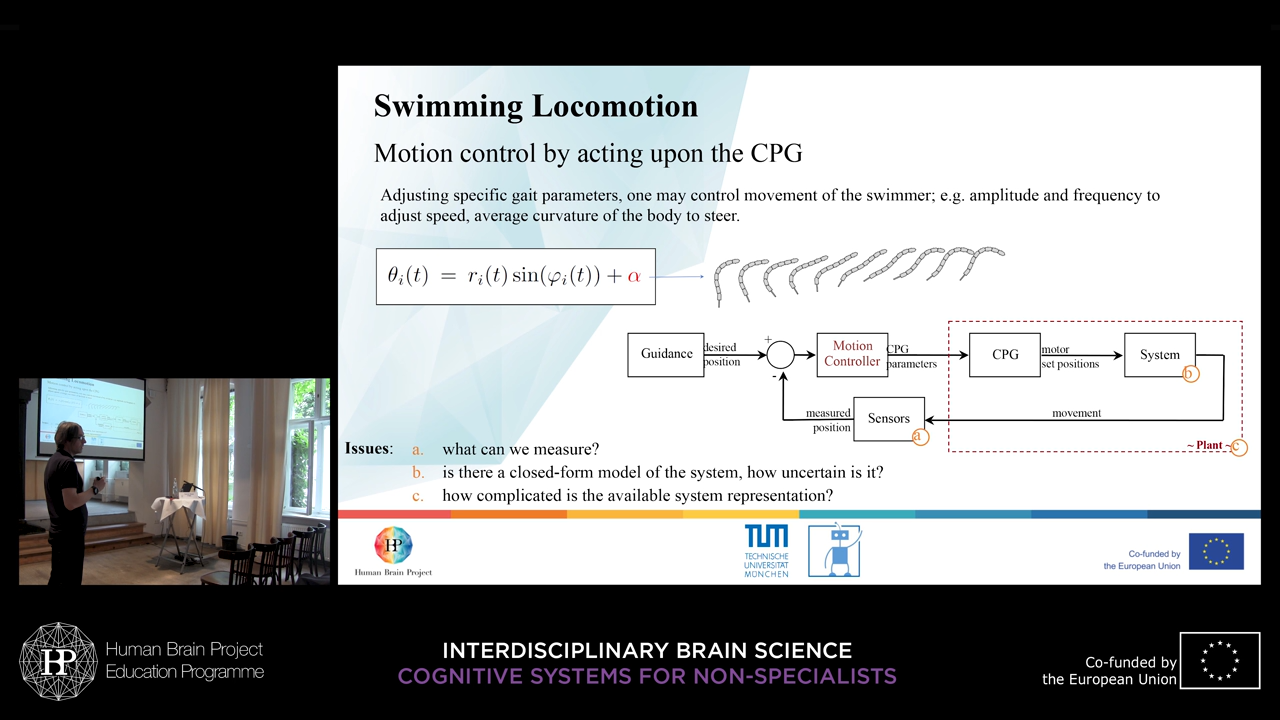 Swimming Locomotion
Motion control by acting upon the CPG
Adjusting specific gait parameters, one may control movement of the swimmer; e.g. amplitude and frequency to
adjust speed, average curvature of the body to steer.
θi(t) = ri(t) sin(φi(t)) + α
Guidance
desired
position
+
-
Motion
Controller
CPG
parameters
CPG
motor
set positions
System
b
measured
position
Sensors
a
movement
~ Plant ~
c
Issues: a. what can we measure?
b. is there a closed-form model of the system, how uncertain is it?
c. how complicated is the available system representation?
HP
Human Brain Project
TUM
TECHNISCHE
UNIVERSITÄT
MÜNCHEN
Co-funded by
the European Union
HP
Human Brain Project
Education Programme
INTERDISCIPLINARY BRAIN SCIENCE
COGNITIVE SYSTEMS FOR NON-SPECIALISTS
Co-funded by
the European Union